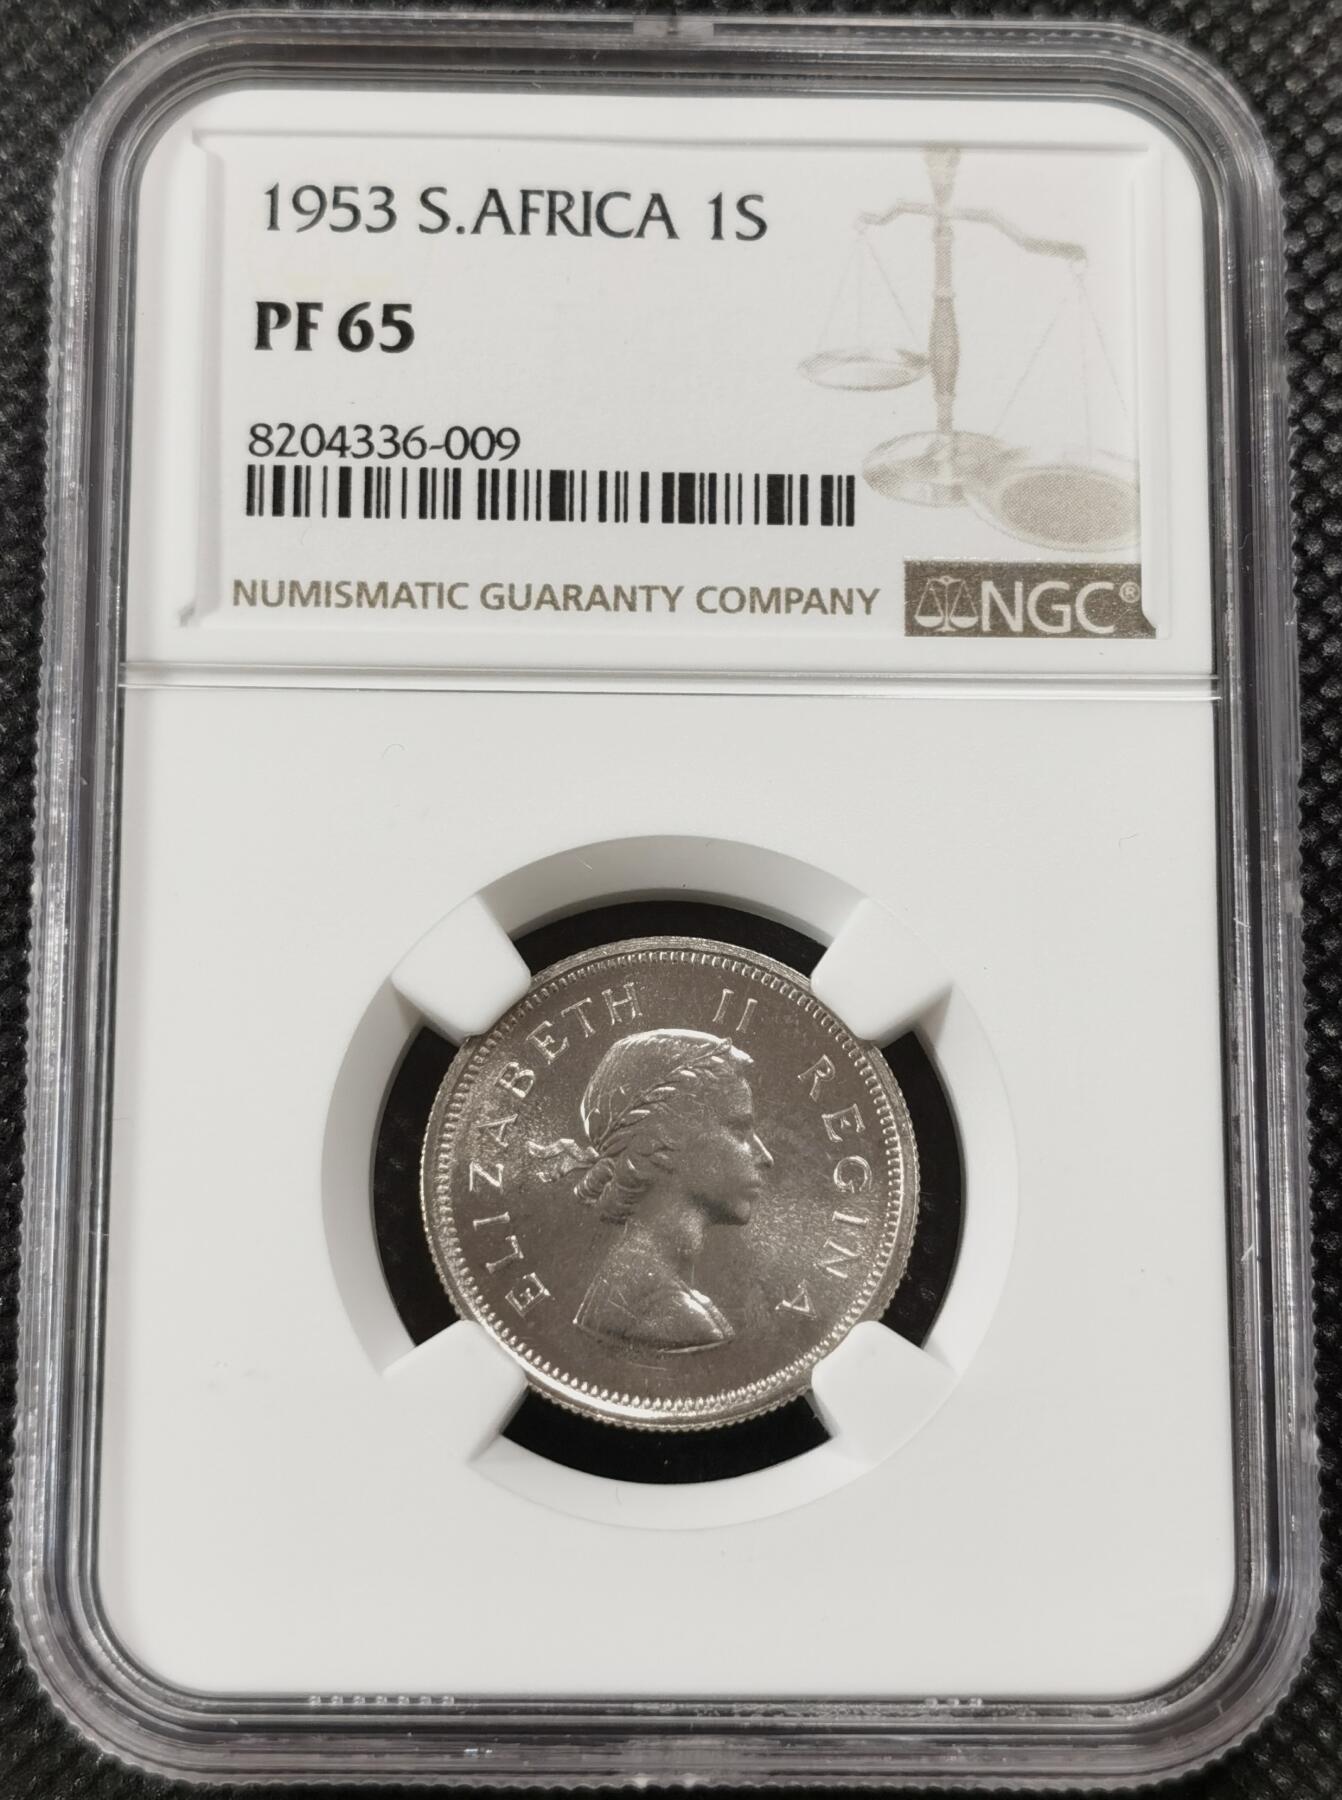 1953 S.AFRICA 1S
PF 65
8204336-009
NUMISMATIC GUARANTY COMPANY NGC®
ELIZABETH II REGINA